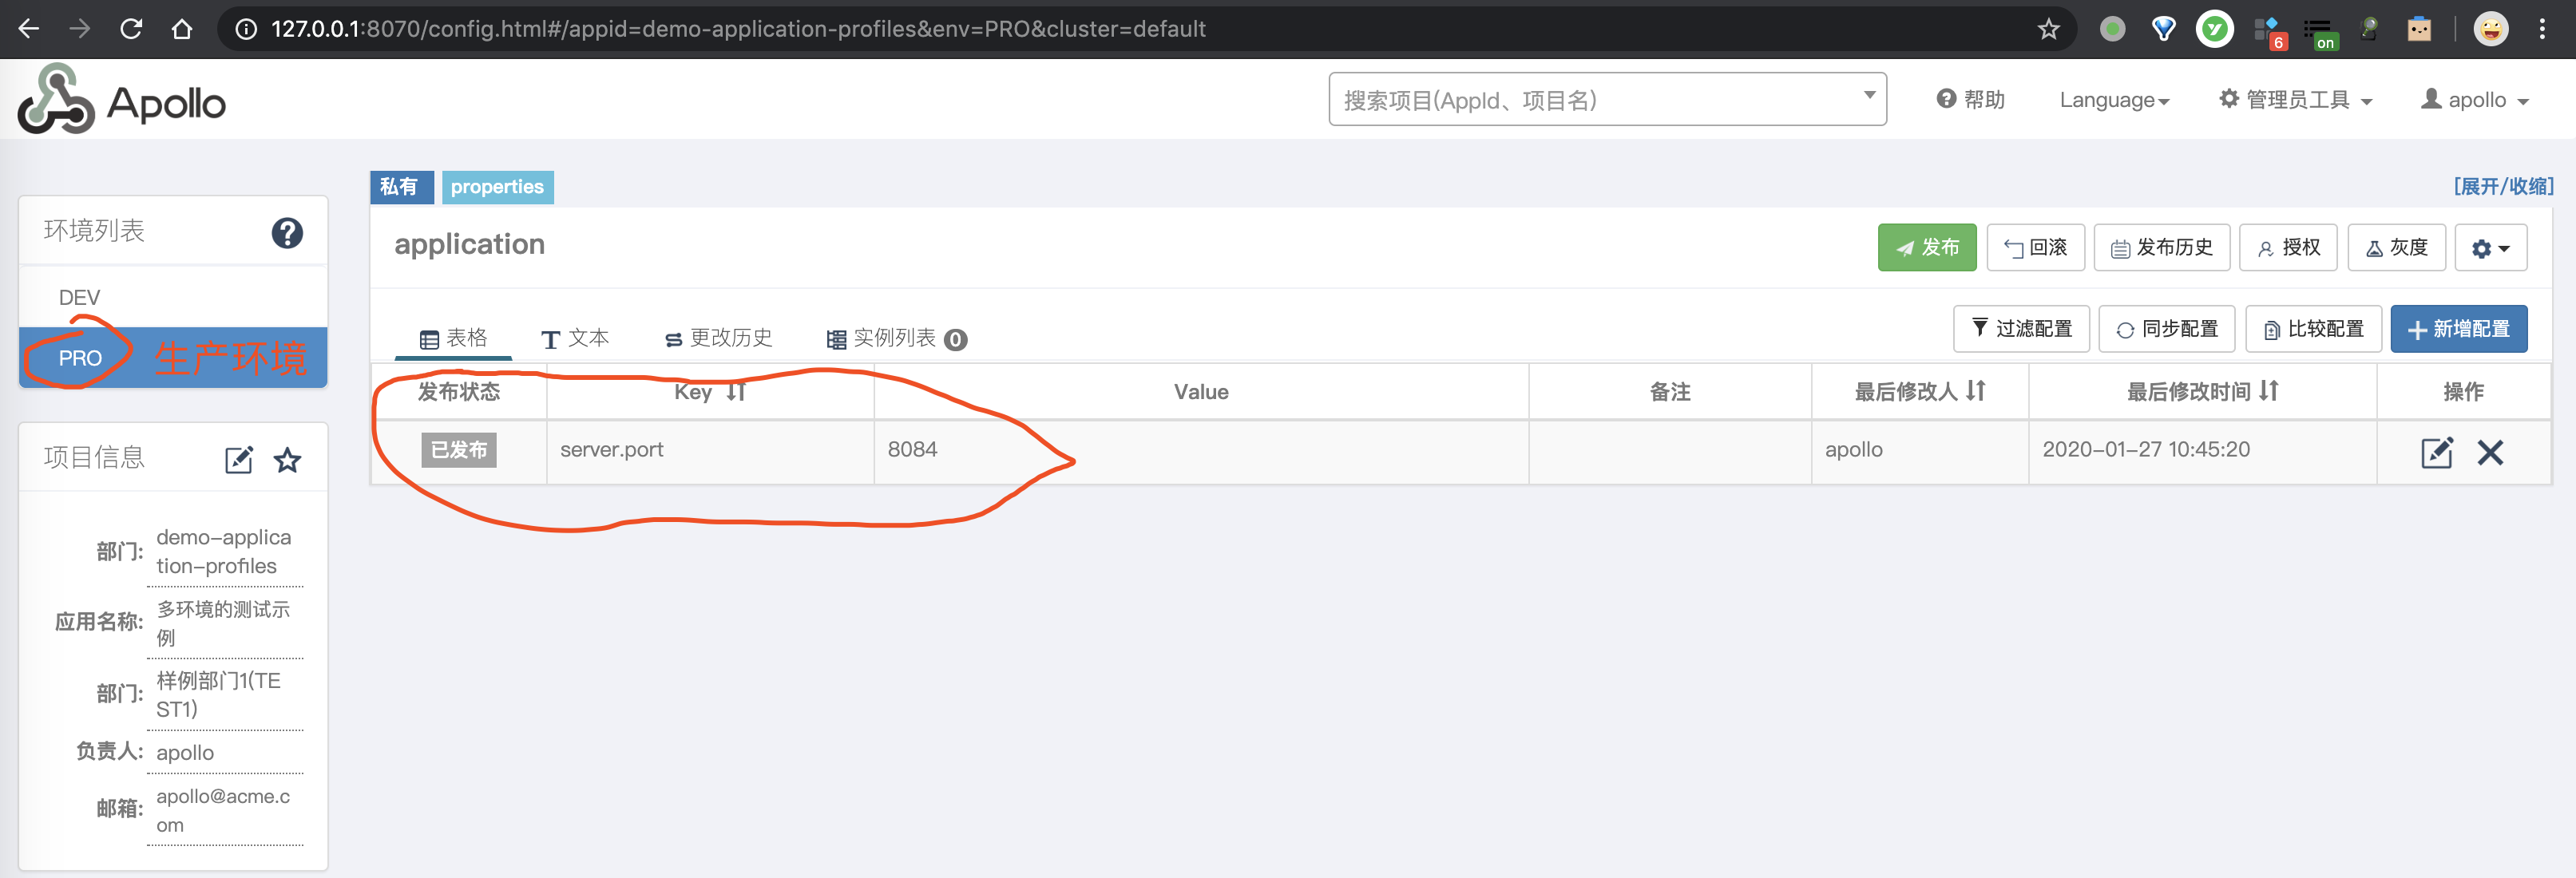 127.0.0.1:8070/config.html#/appid=demo-application-profiles&env=PRO&cluster=default
6
on
Apollo
搜索项目(AppId、项目名)
帮助
Language
管理员工具
apollo
私有
properties
[展开/收缩]
环境列表
DEV
PRO
生产环境
application
发布
回滚
发布历史
授权
灰度
表格
文本
更改历史
实例列表 0
过滤配置
同步配置
比较配置
新增配置
发布状态
Key
Value
备注
最后修改人
最后修改时间
操作
已发布
server.port
8084
apollo
2020-01-27 10:45:20
项目信息
部门:
demo-applica
tion-profiles
应用名称:
多环境的测试示
例
部门:
样例部门1(TE
ST1)
负责人:
apollo
邮箱:
apollo@acme.c
om